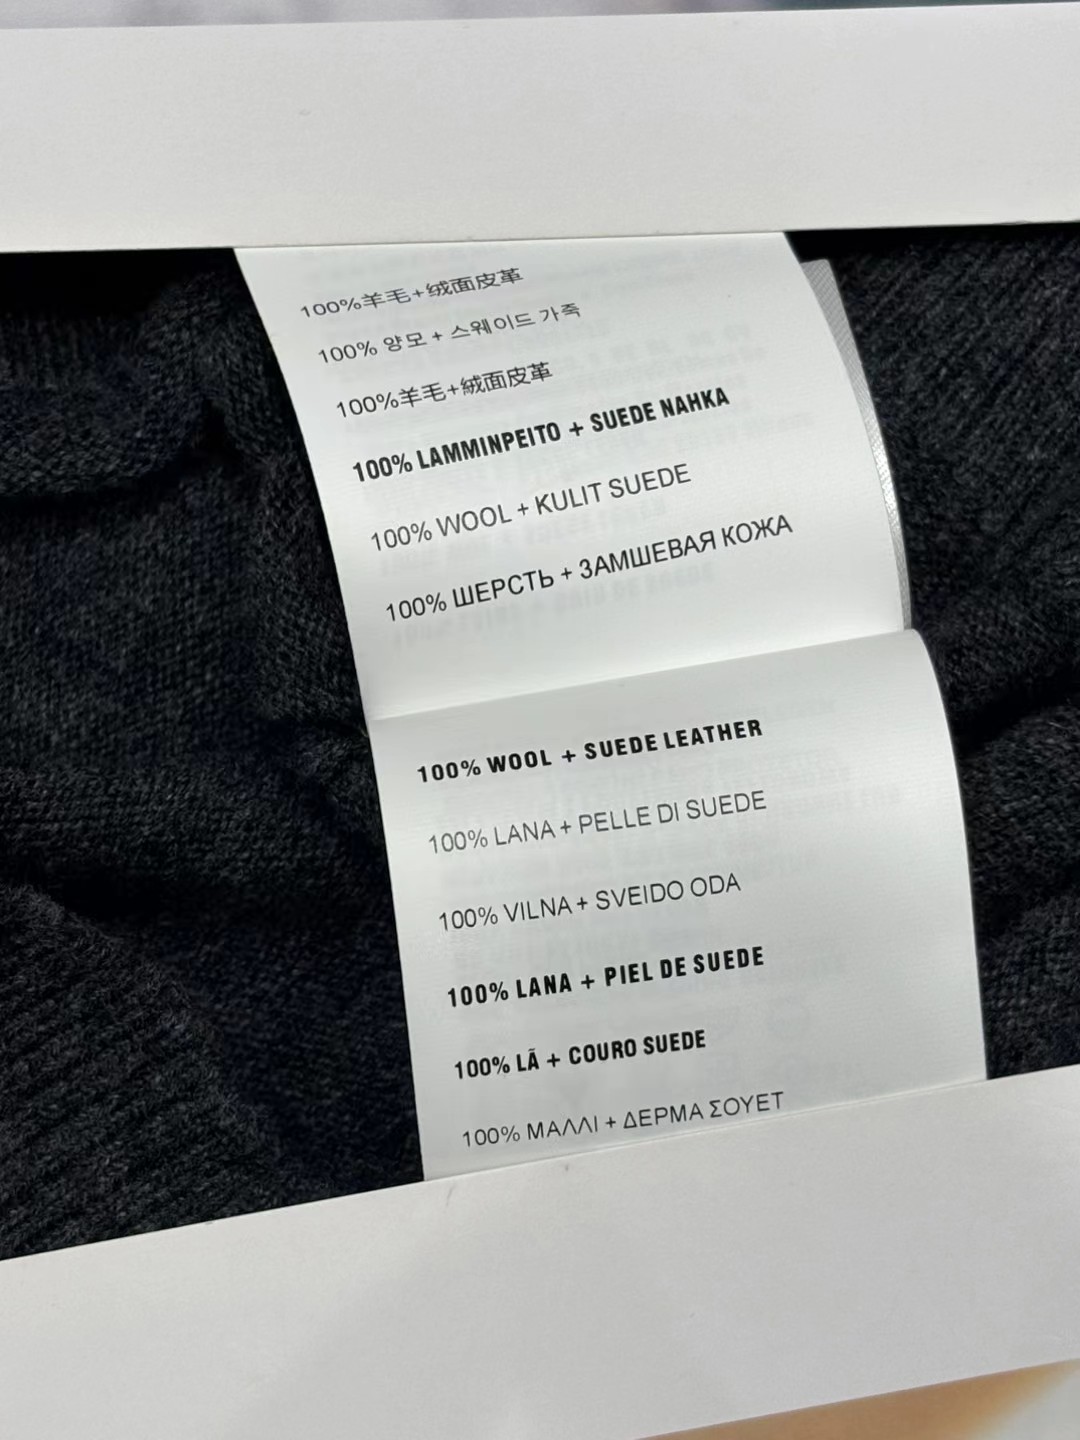 100%羊毛+绒面皮革
100% 양모 + 스웨이드 가죽
100%羊毛+絨面皮革
100% LAMMINPEITO + SUEDE NAHKA
100% WOOL + KULIT SUEDE
100% ШЕРСТЬ + ЗАМШЕВАЯ КОЖА
100% WOOL + SUEDE LEATHER
100% LANA + PELLE DI SUEDE
100% VILNA + SVEIDO ODA
100% LANA + PIEL DE SUEDE
100% LÃ + COURO SUEDE
100% ΜΑΛΛΙ + ΔΕΡΜΑ ΣΟΥΕΤ